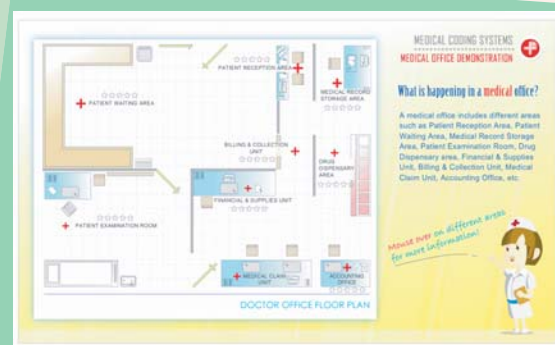 MEDICAL CODING SYSTEMS
MEDICAL OFFICE DEMONSTRATION
What is happening in a medical office?
A medical office includes different areas
such as Patient Reception Area, Patient
Waiting Area, Medical Record Storage
Area, Patient Examination Room, Drug
Dispensary area, Financial & Supplies
Unit, Billing & Collection Unit, Medical
Claim Unit, Accounting Office, etc.
Mouse over on different areas
for more information!
PATIENT RECEPTION AREA
MEDICAL RECORD
STORAGE AREA
PATIENT WAITING AREA
BILLING & COLLECTION
UNIT
DRUG
DISPENSARY
AREA
FINANCIAL & SUPPLIES UNIT
PATIENT EXAMINATION ROOM
MEDICAL CLAIM
UNIT
ACCOUNTING
OFFICE
DOCTOR OFFICE FLOOR PLAN